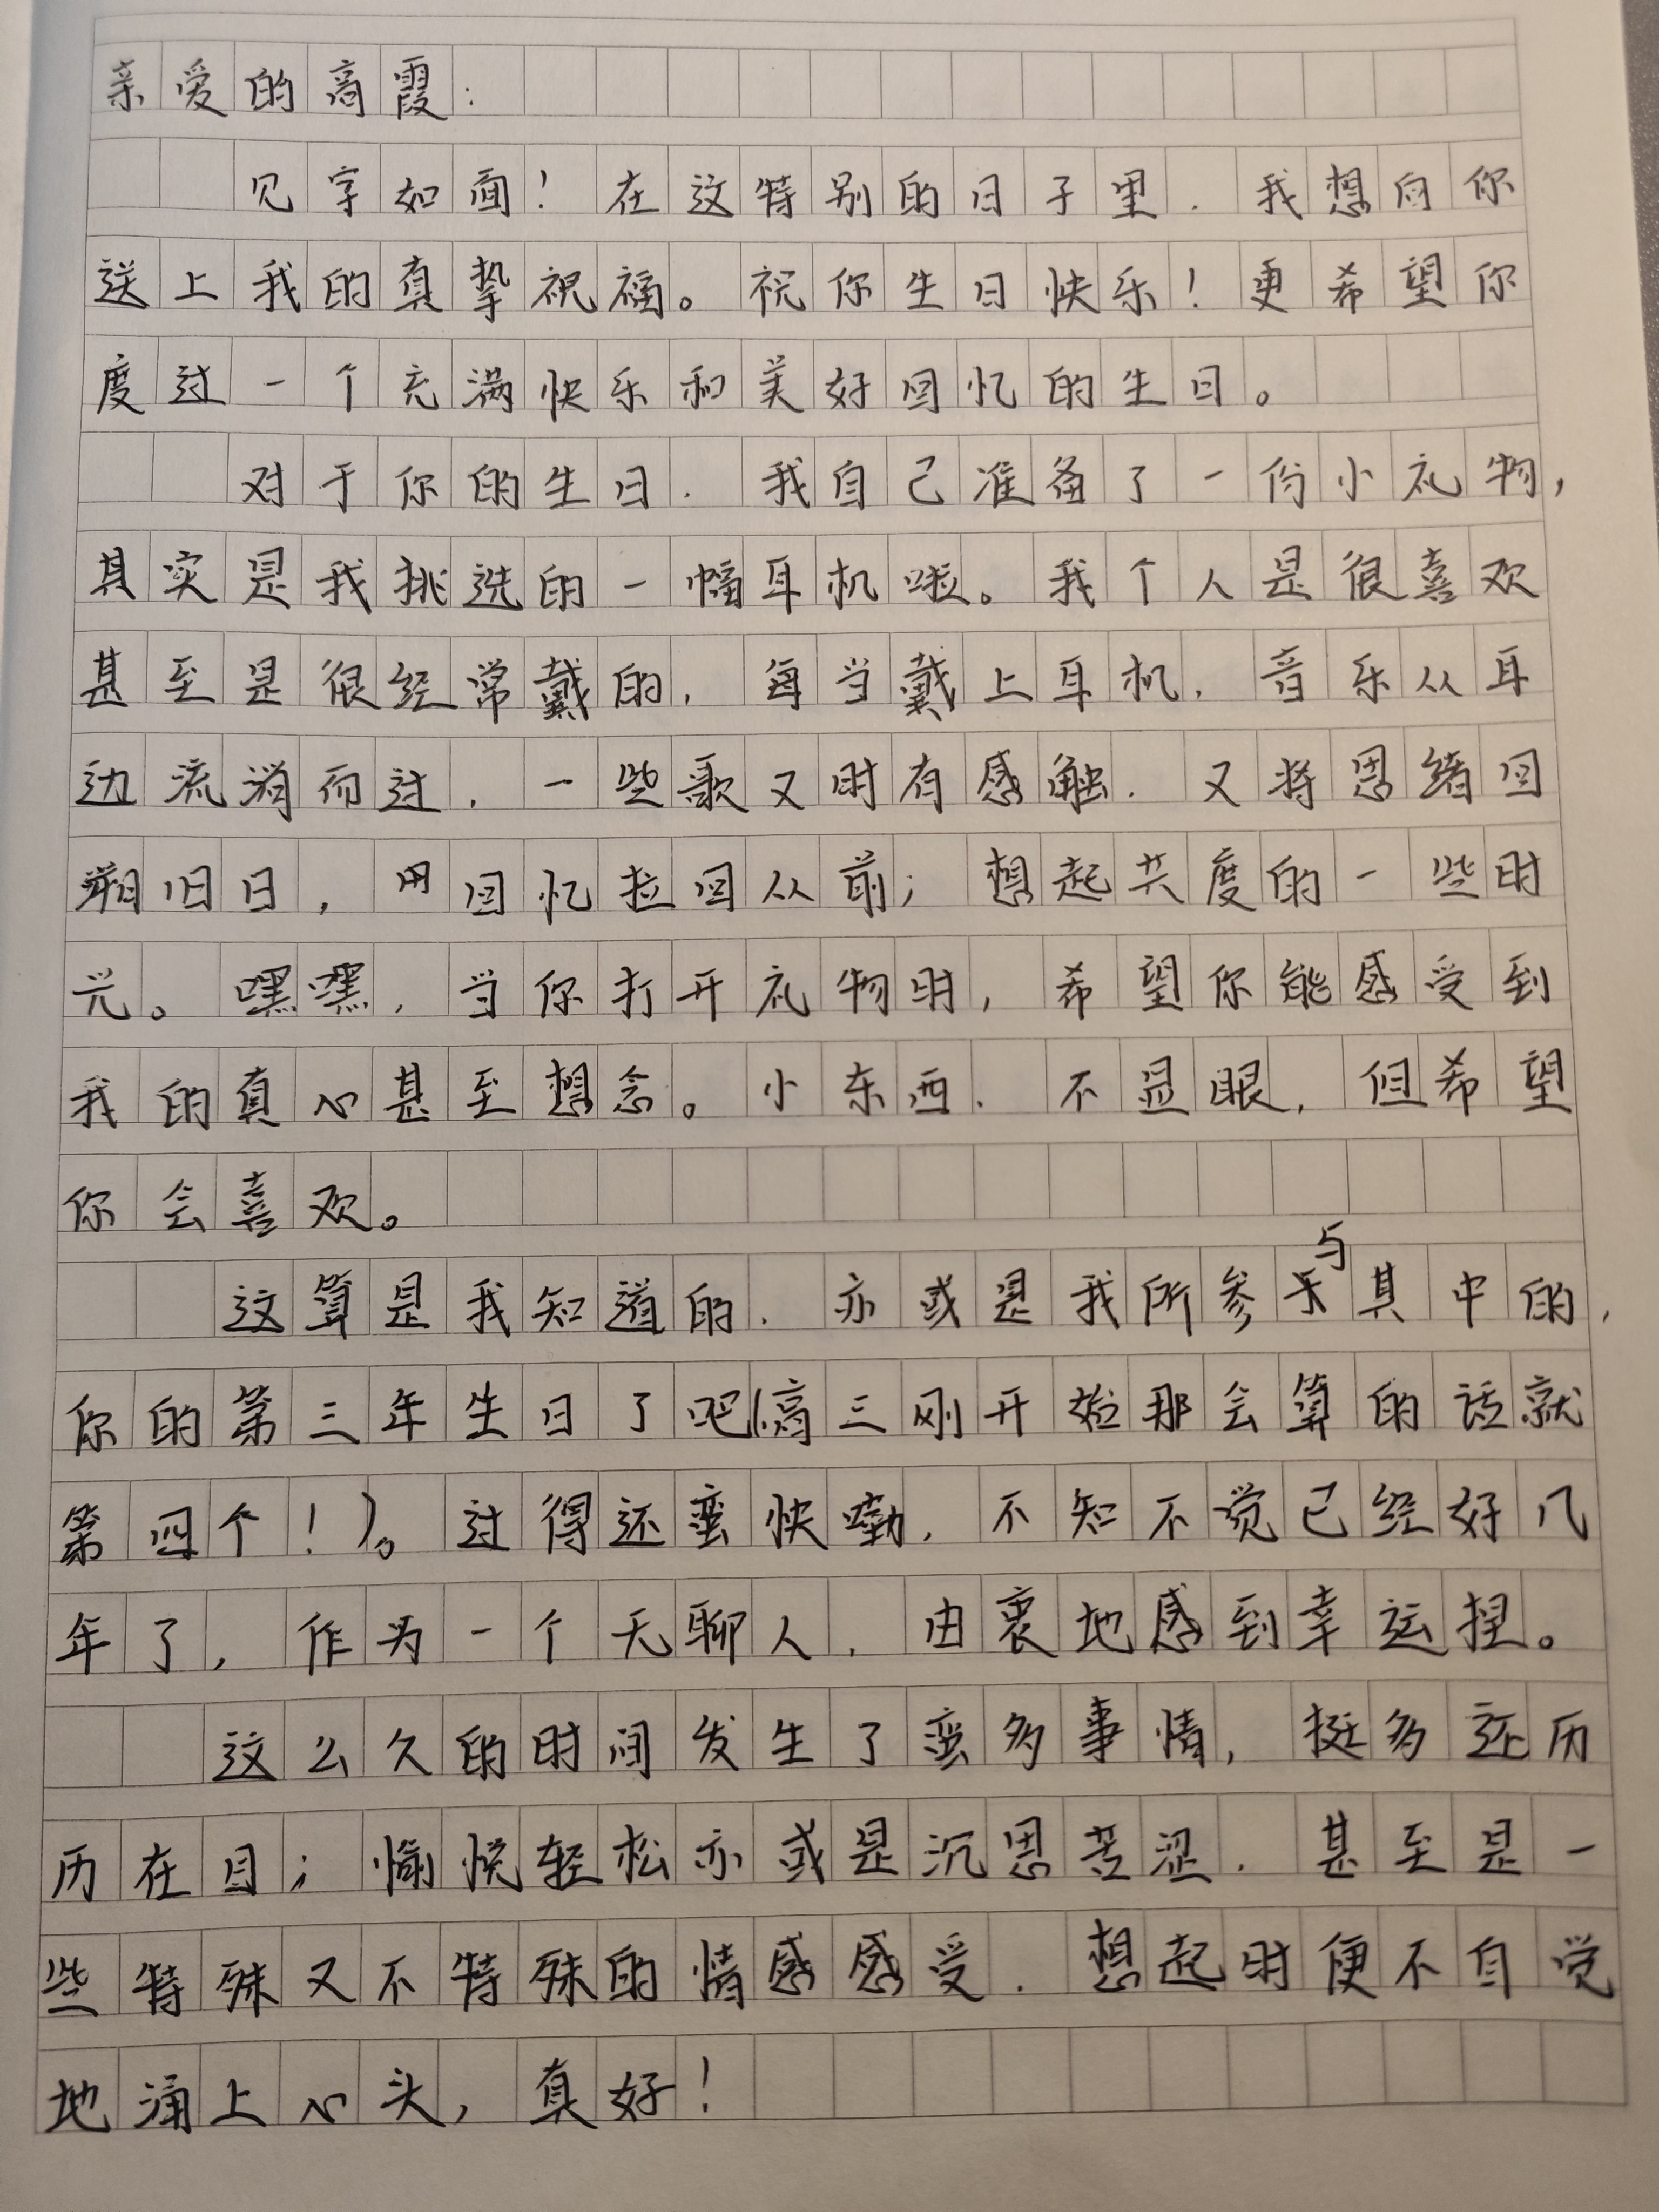 亲爱的高霞：
见字如面！在这特别的日子里，我想向你
送上我的真挚祝福。祝你生日快乐！更希望你
度过一个充满快乐和美好回忆的生日。
对于你的生日，我自己准备了一份小礼物，
其实是我挑选的一幅耳机啦。我个人是很喜欢
甚至是很经常戴的，每当戴上耳机，音乐从耳
边流淌而过，一些歌又时有感触，又将思绪回
朔旧日，用回忆拉回从前；想起共度的一些时
光。嘿嘿，当你打开礼物时，希望你能感受到
我的真心甚至想念。小东西，不显眼，但希望
你会喜欢。
这算是我知道的，亦或是我所参与其中的，
你的第三年生日了吧（高三刚开始那会算的话就
第四个！）。过得还蛮快嘞，不知不觉已经好几
年了，作为一个无聊人，由衷地感到幸运捏。
这么久的时间发生了蛮多事情，挺多还历
历在目；愉悦轻松亦或是沉思苦涩，甚至是一
些特殊又不特殊的情感感受，想起时便不自觉
地涌上心头，真好！